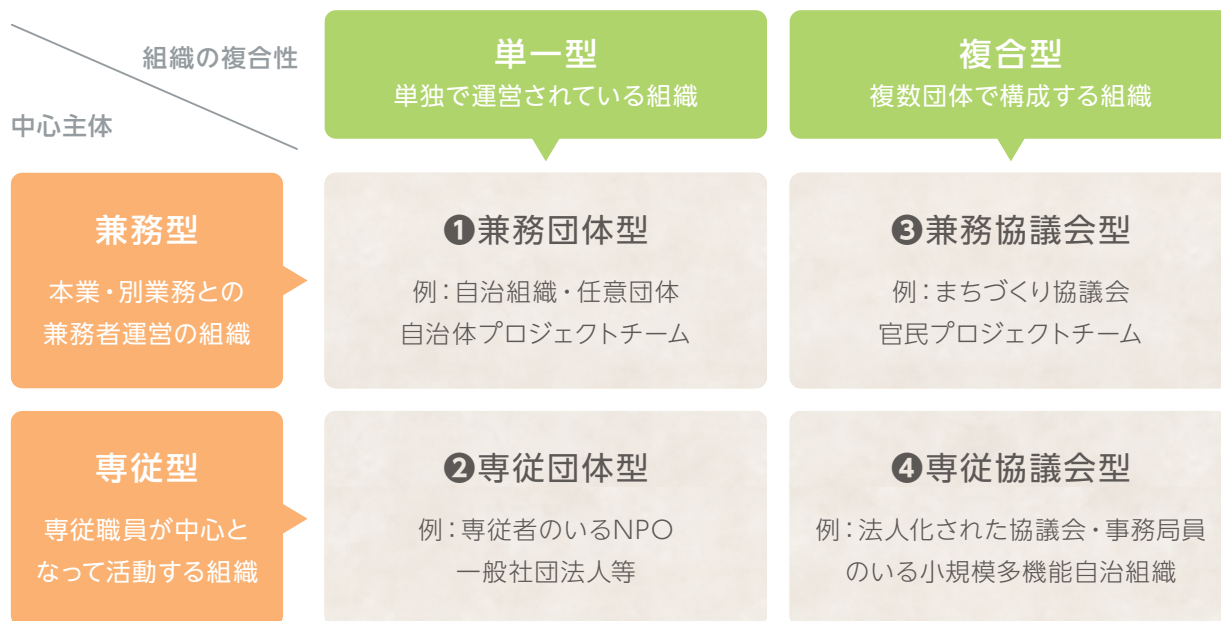 組織の複合性
中心主体
単一型
単独で運営されている組織
複合型
複数団体で構成する組織
兼務型
本業・別業務との
兼務者運営の組織
❶兼務団体型
例：自治組織・任意団体
自治体プロジェクトチーム
❸兼務協議会型
例：まちづくり協議会
官民プロジェクトチーム
専従型
専従職員が中心と
なって活動する組織
❷専従団体型
例：専従者のいるNPO
一般社団法人等
❹専従協議会型
例：法人化された協議会・事務局員
のいる小規模多機能自治組織